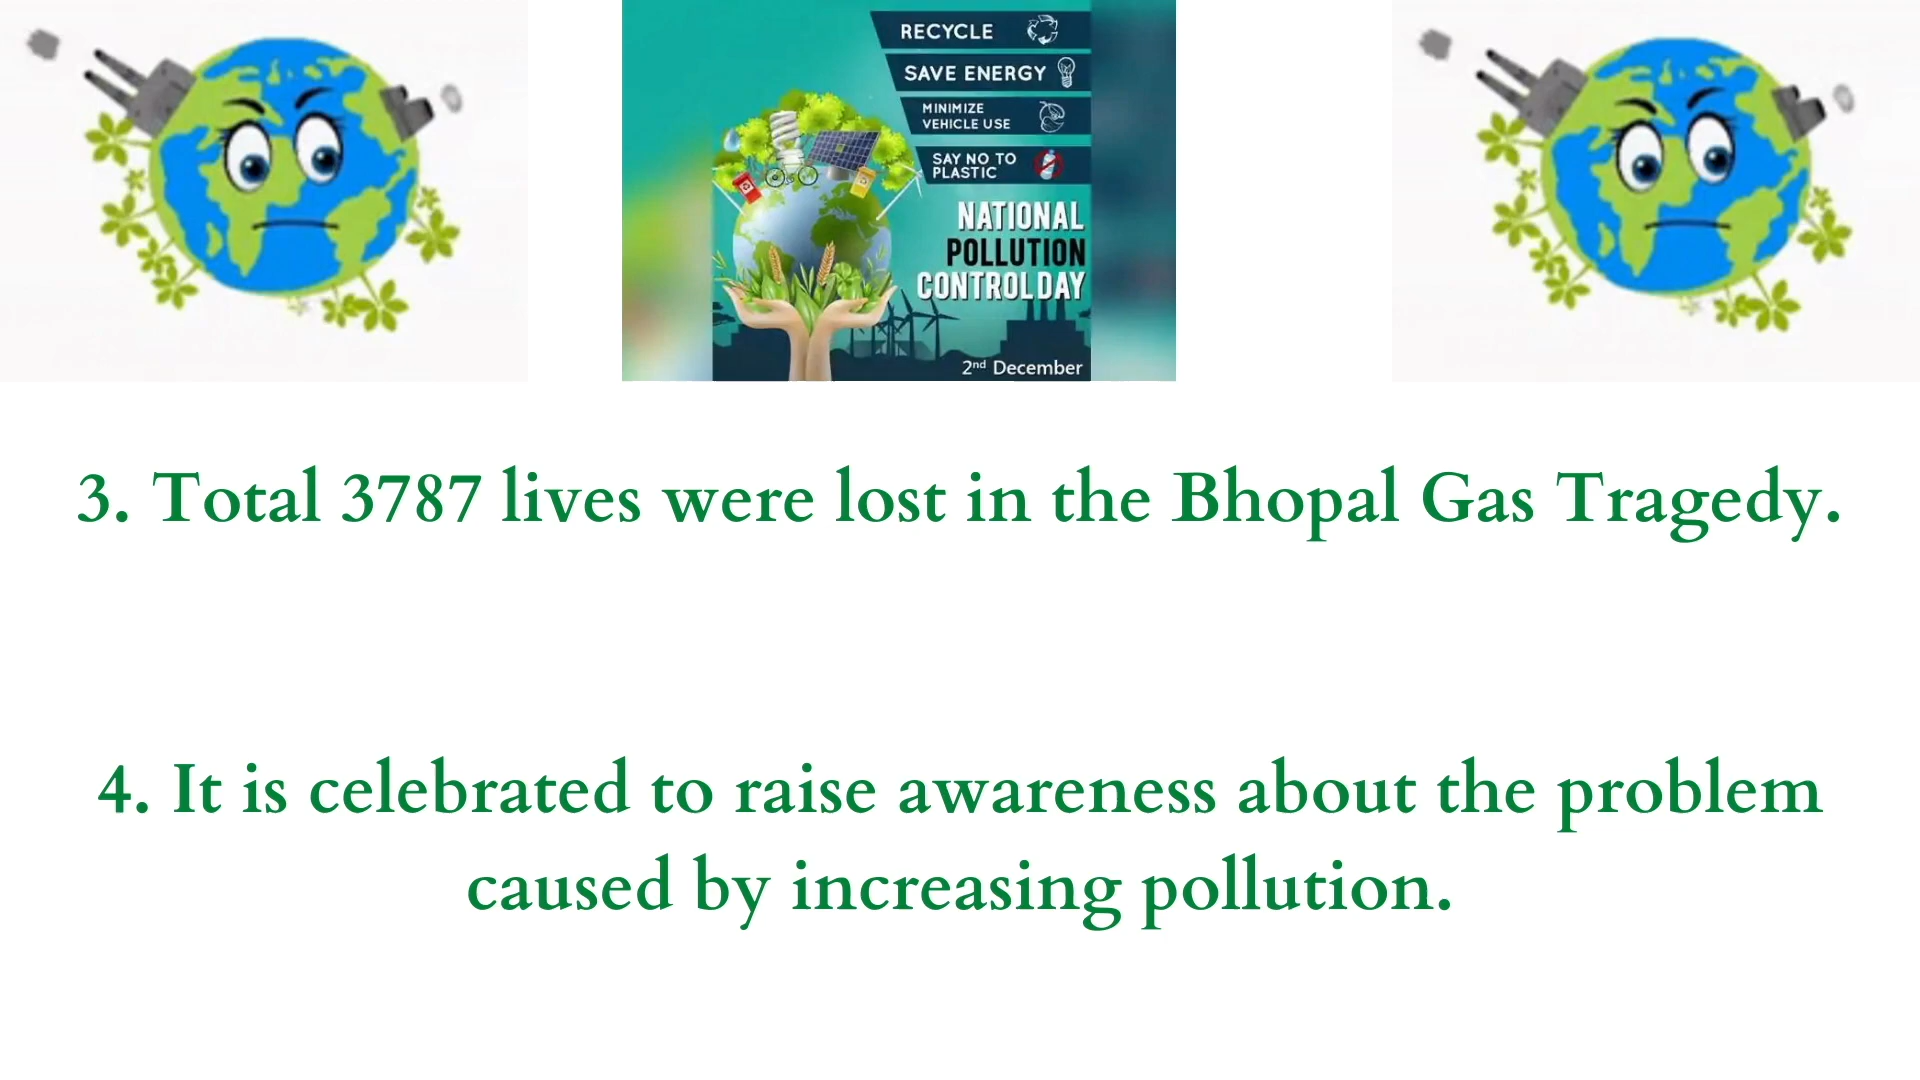 RECYCLE
SAVE ENERGY
MINIMIZE
VEHICLE USE
SAY NO TO
PLASTIC
NATIONAL
POLLUTION
CONTROL DAY
2nd December
3. Total 3787 lives were lost in the Bhopal Gas Tragedy.
4. It is celebrated to raise awareness about the problem
caused by increasing pollution.